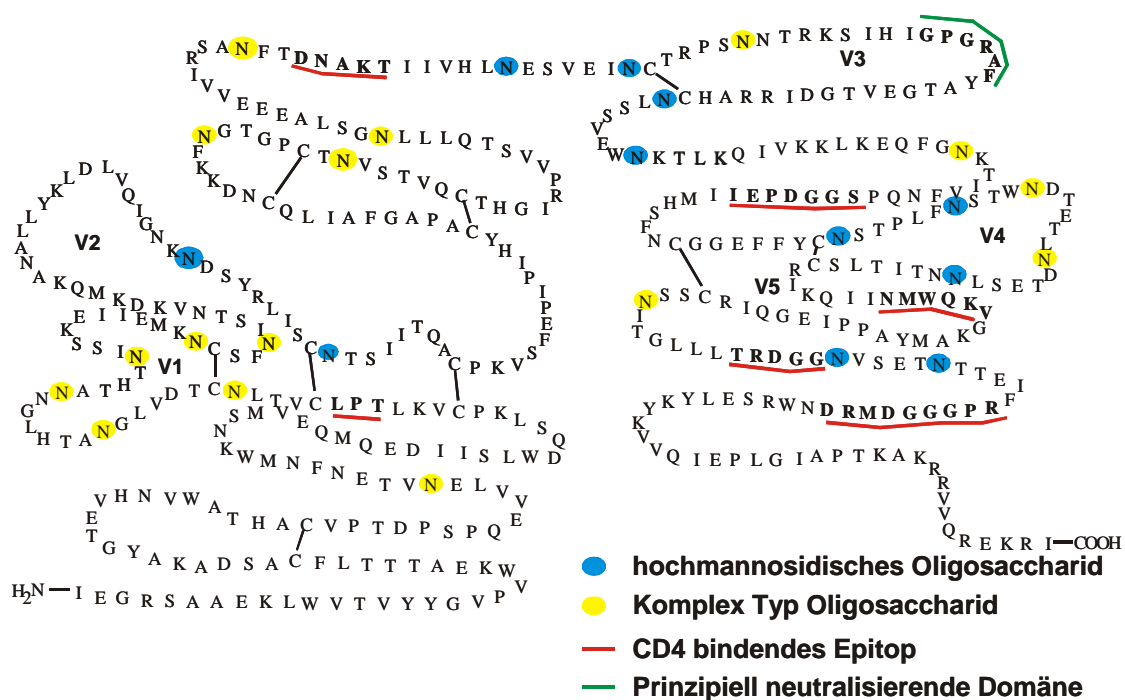 H2N I E G R S A A E K L W V T V Y Y G V P V
W K E A T T T L F C A S D A K A Y G T E V
H N V W A T H A C V P T D P S P Q E V
V L E N V T E N F N M W K N S
M V E Q M Q E D I I S L W D Q
S L K P C V K L T P L C V T L N C T D V L G N A T H L G N
N A T H T N I S S K E I I E M K N C S F
N I S T N V K D K M Q K A N A L L Y K L D L V Q I G N K
N D S Y R L I S C N T S I I T Q A C P K V S F E P I P I H Y
C A P A G F A I L Q C N D K K F
N G T G P C T N V S T V Q C T H G I R P
V V S T Q L L L N G S L A E E E V V I R
S A N F T D N A K T I I V H L N E S V E I N C
T R P S N N T R K S I H I G P G R A F
Y A T G E V T G D I R R A H C N L S S V E
W N K T L K Q I V K K L K E Q F G N K T I
V F N Q P S G G D P E I I M H S F N
C G G E F F Y C N S T P L F N S T W N D T E L T N
D T E S L N N T I T L S C R I
K Q I I N M W Q K V G
K A M Y A P P I E G Q I R C S S N I T
G L L L T R D G G N V S E T N T T E I F
R P G G G M D R D N W R S E L Y K Y K V V
Q I E P L G I A P T K A K R R V V Q
R E K R I COOH
V1
V2
V3
V4
V5
hochmannosidisches Oligosaccharid
Komplex Typ Oligosaccharid
CD4 bindendes Epitop
Prinzipiell neutralisierende Domäne